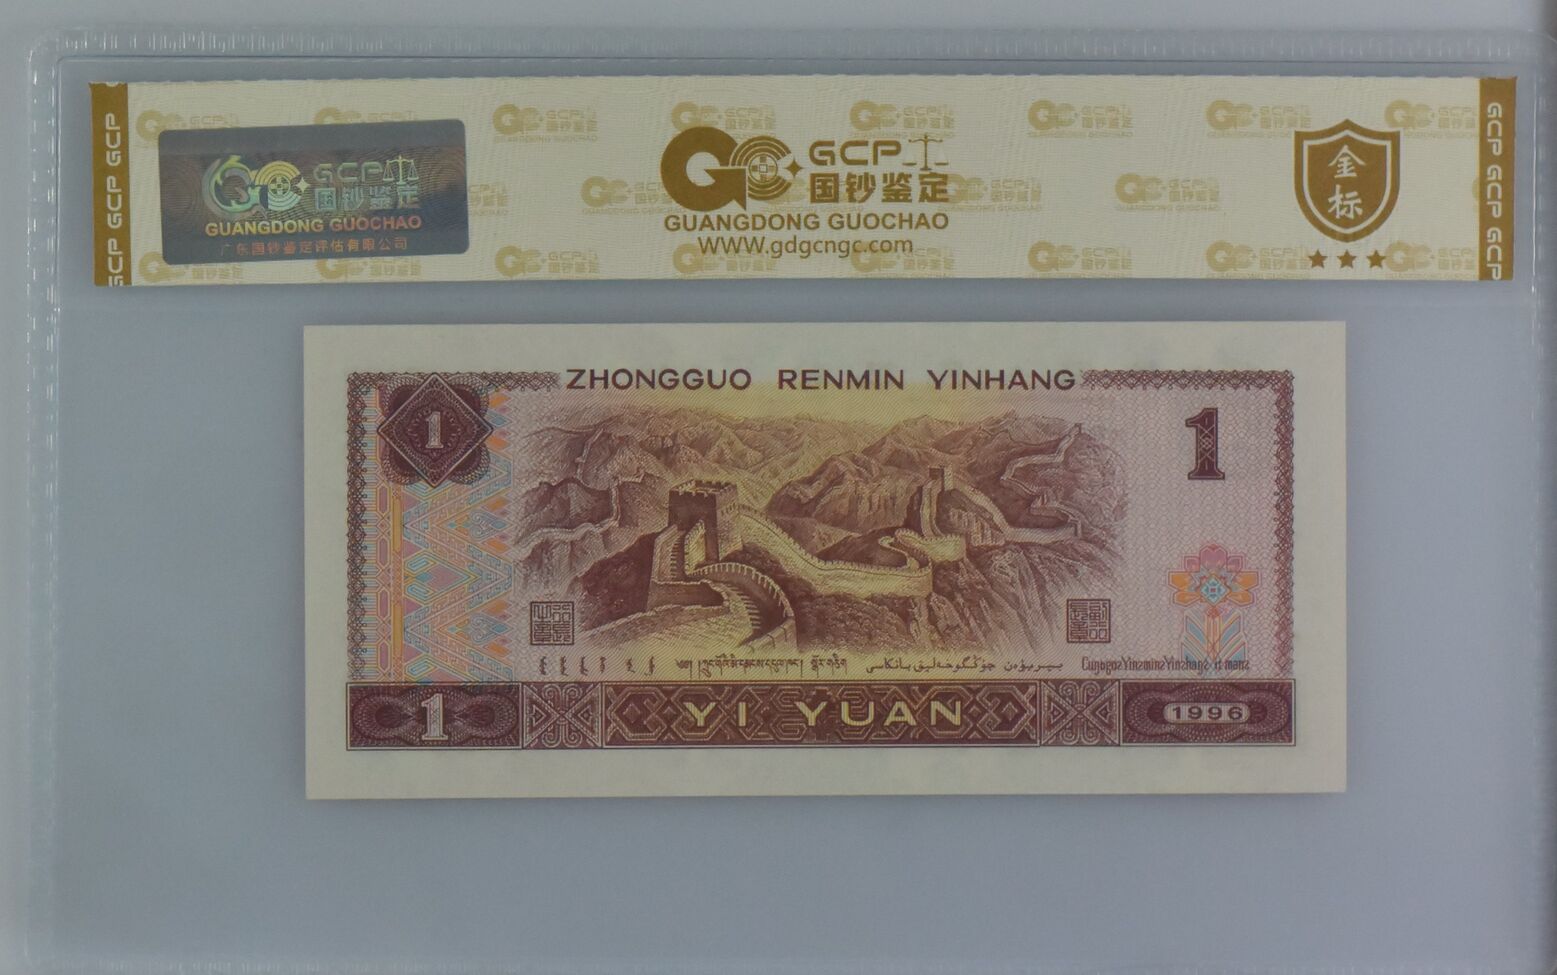 GCP GCP GCP
GCP
国钞鉴定
GUANGDONG GUOCHAO
广东国钞鉴定评估有限公司
GCP
国钞鉴定
GUANGDONG GUOCHAO
WWW.gdgcngc.com
金标
GCP GCP GCP
ZHONGGUO RENMIN YINHANG
1
1
1
YI YUAN
1996